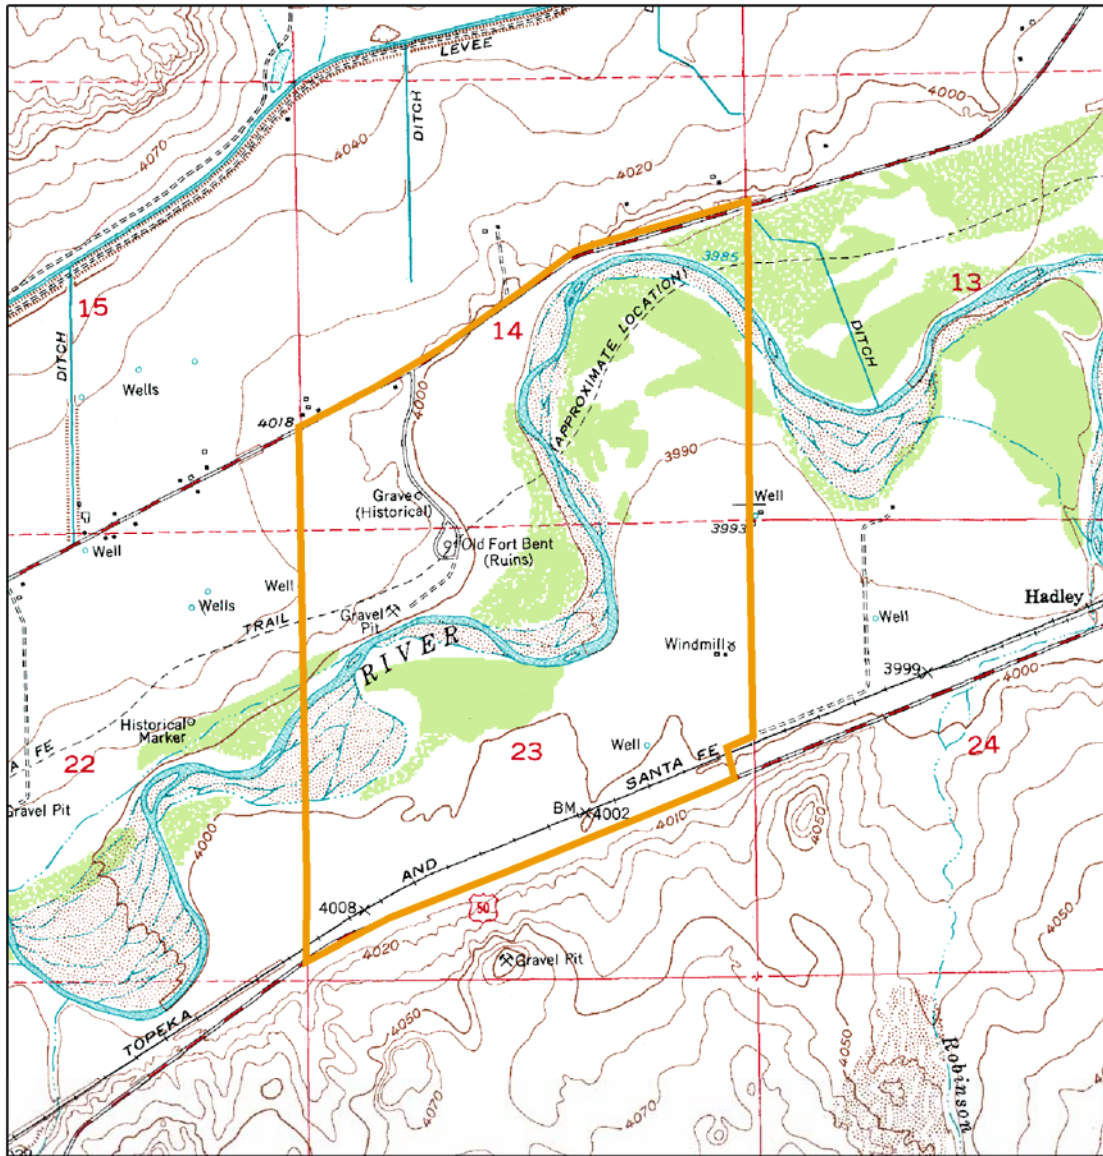 LEVEE
DITCH
4070
4040
4020
4000
15
DITCH
14
3985
13
(APPROXIMATE LOCATION)
DITCH
Wells
4018
4000
3990
Grave
(Historical)
Well
3993
Old Fort Bent
(Ruins)
Well
Well
Wells
TRAIL
Gravel
Pit
RIVER
Hadley
Well
Windmill
3999
4000
Historical
Marker
A FE
22
23
24
Well
SANTA FE
Gravel Pit
BM 4002
4010
4050
4000
AND
4008
50
4020
Gravel Pit
4050
TOPEKA
4050
4050
Robinson
4070
4070